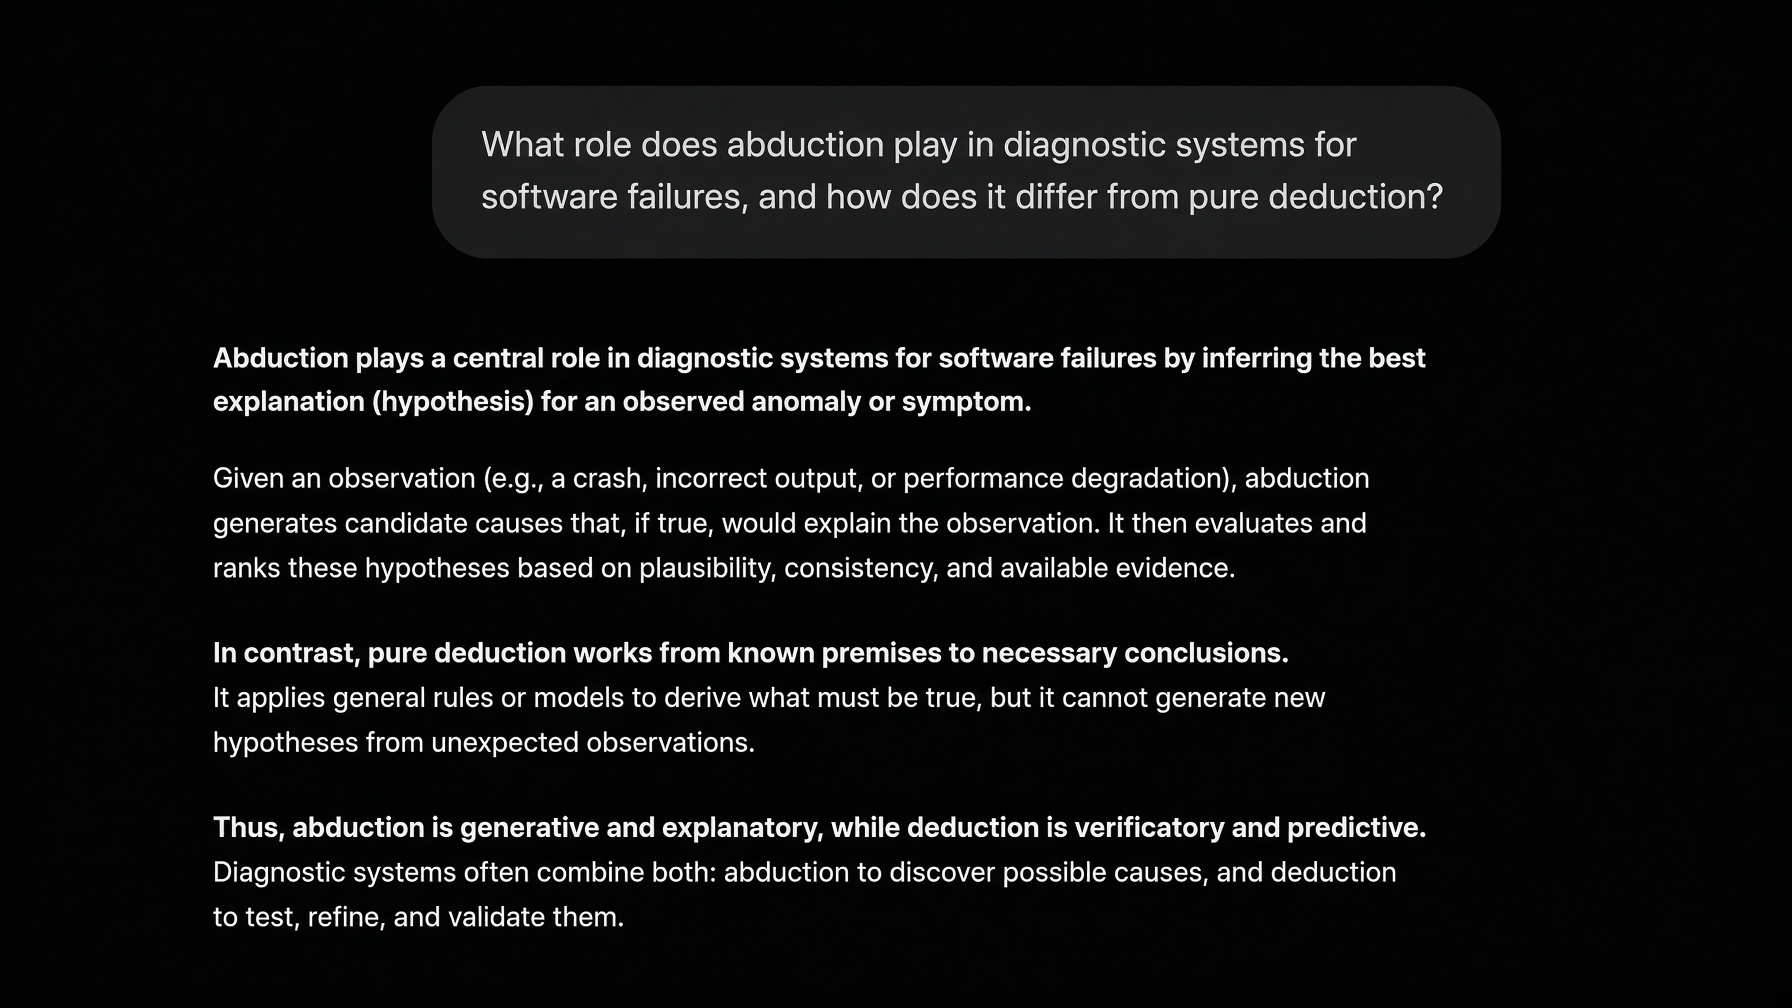 What role does abduction play in diagnostic systems for
software failures, and how does it differ from pure deduction?
Abduction plays a central role in diagnostic systems for software failures by inferring the best
explanation (hypothesis) for an observed anomaly or symptom.
Given an observation (e.g., a crash, incorrect output, or performance degradation), abduction
generates candidate causes that, if true, would explain the observation. It then evaluates and
ranks these hypotheses based on plausibility, consistency, and available evidence.
In contrast, pure deduction works from known premises to necessary conclusions.
It applies general rules or models to derive what must be true, but it cannot generate new
hypotheses from unexpected observations.
Thus, abduction is generative and explanatory, while deduction is verificatory and predictive.
Diagnostic systems often combine both: abduction to discover possible causes, and deduction
to test, refine, and validate them.